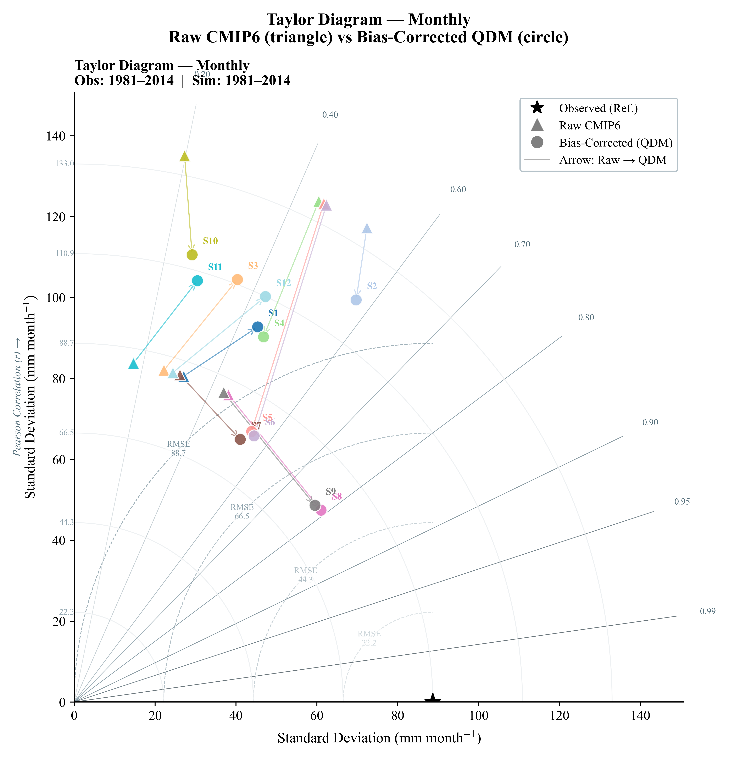 Taylor Diagram — Monthly
Raw CMIP6 (triangle) vs Bias-Corrected QDM (circle)
Taylor Diagram — Monthly
Obs: 1981–2014 | Sim: 1981–2014
0.20
0.40
0.60
0.70
0.80
0.90
0.95
0.99
Observed (Ref.)
Raw CMIP6
Bias-Corrected (QDM)
Arrow: Raw → QDM
140
120
100
80
60
40
20
0
133.0
110.9
88.7
66.5
44.3
22.2
Pearson Correlation (r) →
Standard Deviation (mm month⁻¹)
S10
S11
S3
S12
S2
S1
S4
S5
S6
S7
S9
S8
RMSE
88.7
RMSE
66.5
RMSE
44.3
RMSE
22.2
0
20
40
60
80
100
120
140
Standard Deviation (mm month⁻¹)